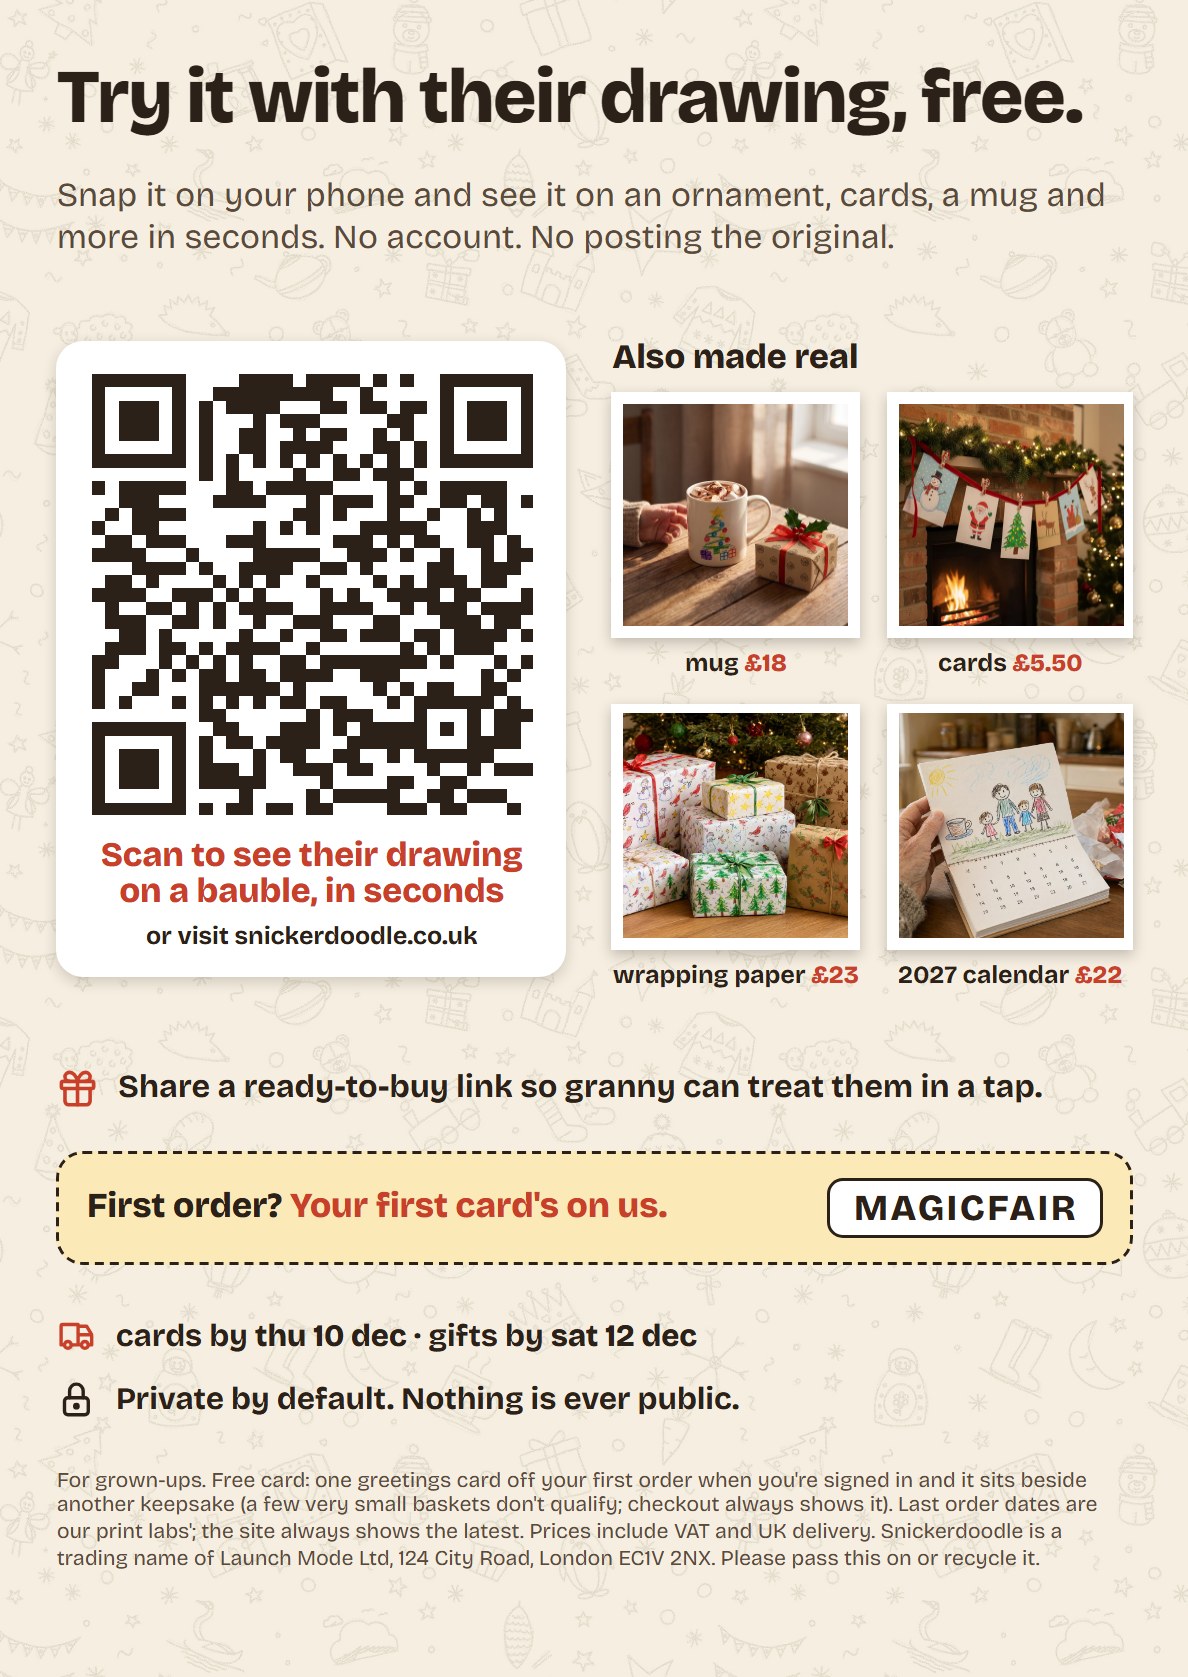 Try it with their drawing, free.
Snap it on your phone and see it on an ornament, cards, a mug and
more in seconds. No account. No posting the original.
Also made real
mug £18
cards £5.50
wrapping paper £23
2027 calendar £22
Scan to see their drawing
on a bauble, in seconds
or visit snickerdoodle.co.uk
Share a ready-to-buy link so granny can treat them in a tap.
First order? Your first card's on us.
MAGICFAIR
cards by thu 10 dec · gifts by sat 12 dec
Private by default. Nothing is ever public.
For grown-ups. Free card: one greetings card off your first order when you're signed in and it sits beside
another keepsake (a few very small baskets don't qualify; checkout always shows it). Last order dates are
our print labs'; the site always shows the latest. Prices include VAT and UK delivery. Snickerdoodle is a
trading name of Launch Mode Ltd, 124 City Road, London EC1V 2NX. Please pass this on or recycle it.